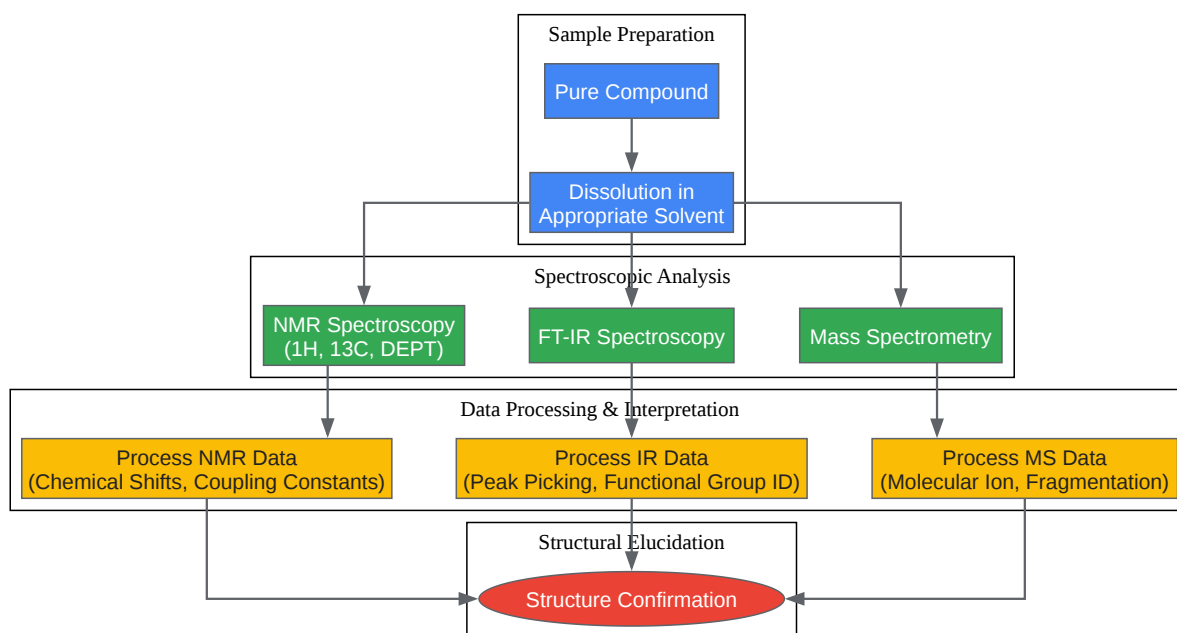 Sample Preparation
Pure Compound
Dissolution in
Appropriate Solvent
Spectroscopic Analysis
NMR Spectroscopy
(1H, 13C, DEPT)
FT-IR Spectroscopy
Mass Spectrometry
Data Processing & Interpretation
Process NMR Data
(Chemical Shifts, Coupling Constants)
Process IR Data
(Peak Picking, Functional Group ID)
Process MS Data
(Molecular Ion, Fragmentation)
Structural Elucidation
Structure Confirmation